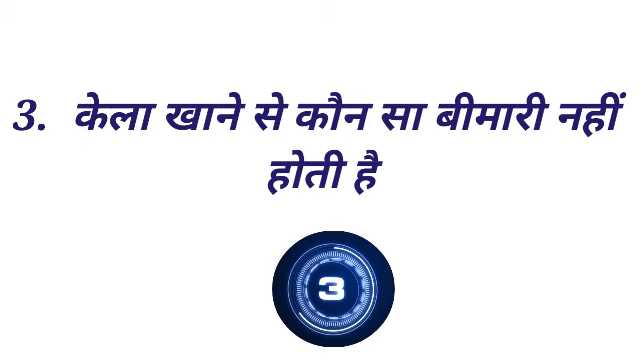 3. केला खाने से कौन सा बीमारी नहीं
होती है
3